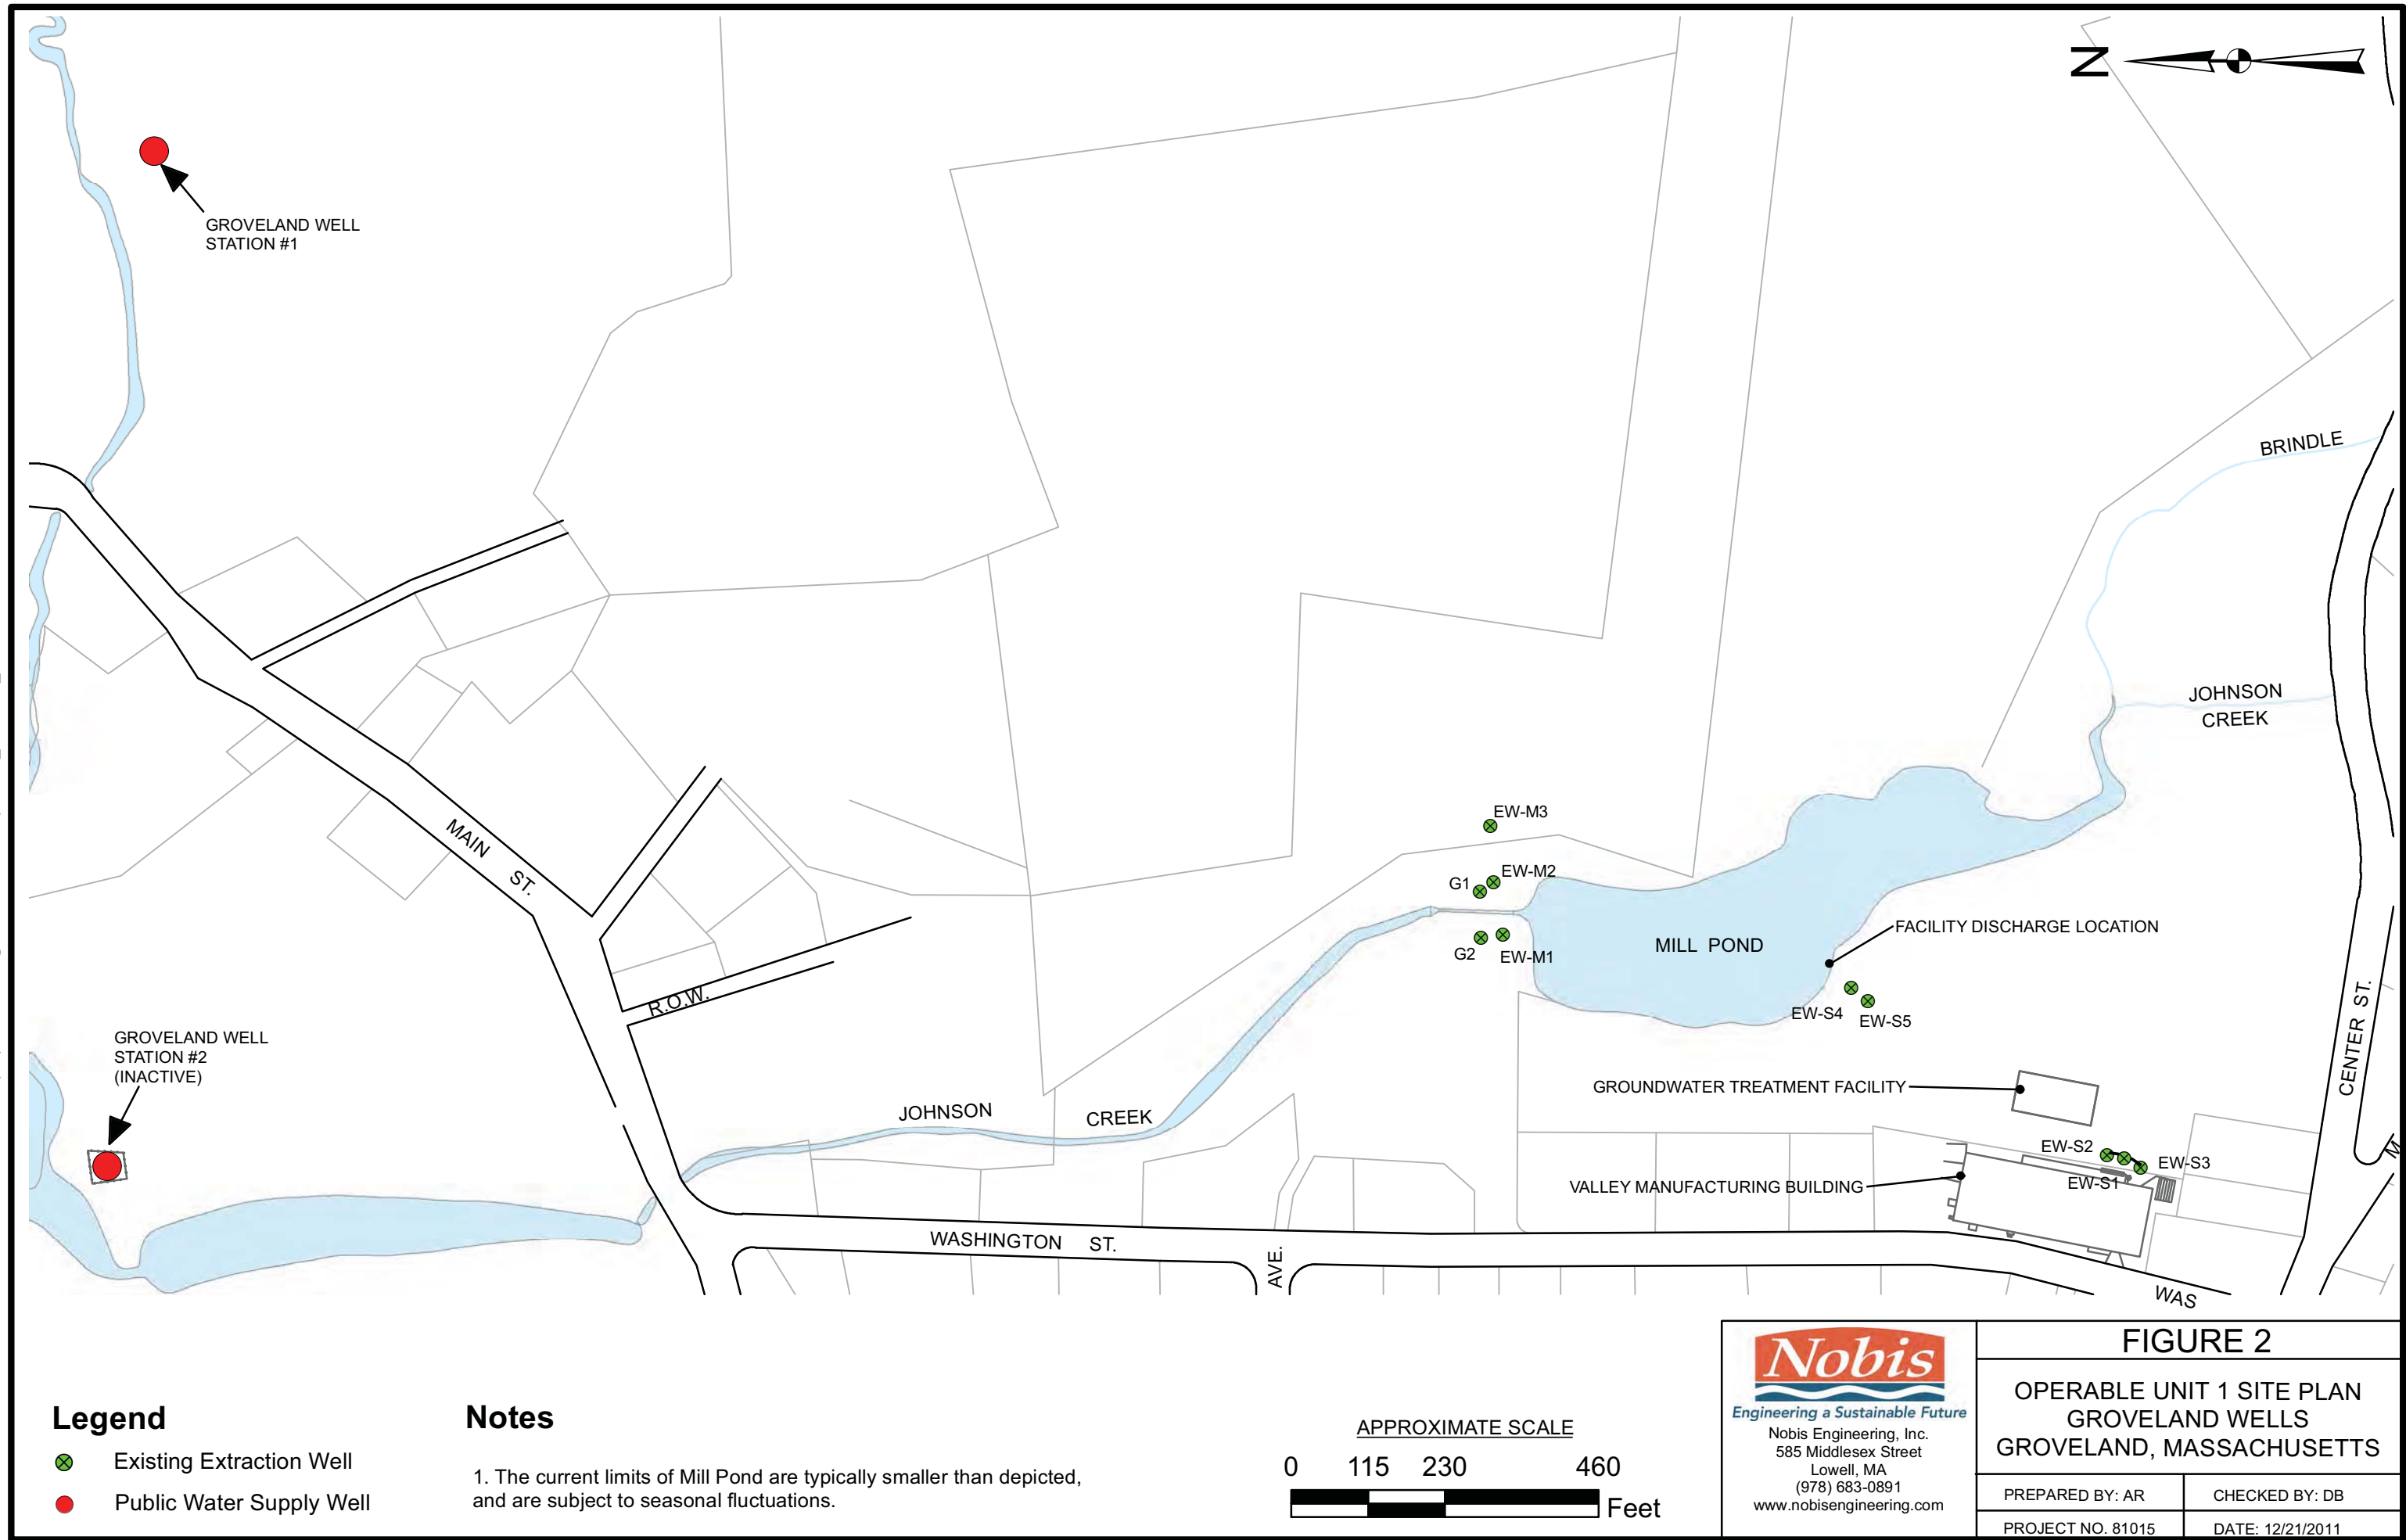 N
GROVELAND WELL
STATION #1
BRINDLE
JOHNSON
CREEK
MAIN ST.
EW-M3
EW-M2
G1
G2
EW-M1
MILL POND
FACILITY DISCHARGE LOCATION
EW-S4
EW-S5
R.O.W.
CENTER ST.
GROVELAND WELL
STATION #2
(INACTIVE)
GROUNDWATER TREATMENT FACILITY
JOHNSON CREEK
EW-S2
EW-S3
EW-S1
VALLEY MANUFACTURING BUILDING
M
WASHINGTON ST.
AVE.
WAS
Legend
Existing Extraction Well
Public Water Supply Well
Notes
1. The current limits of Mill Pond are typically smaller than depicted,
and are subject to seasonal fluctuations.
APPROXIMATE SCALE
0 115 230 460
Feet
Nobis
Engineering a Sustainable Future
Nobis Engineering, Inc.
585 Middlesex Street
Lowell, MA
(978) 683-0891
www.nobisengineering.com
FIGURE 2
OPERABLE UNIT 1 SITE PLAN
GROVELAND WELLS
GROVELAND, MASSACHUSETTS
PREPARED BY: AR
CHECKED BY: DB
PROJECT NO. 81015
DATE: 12/21/2011